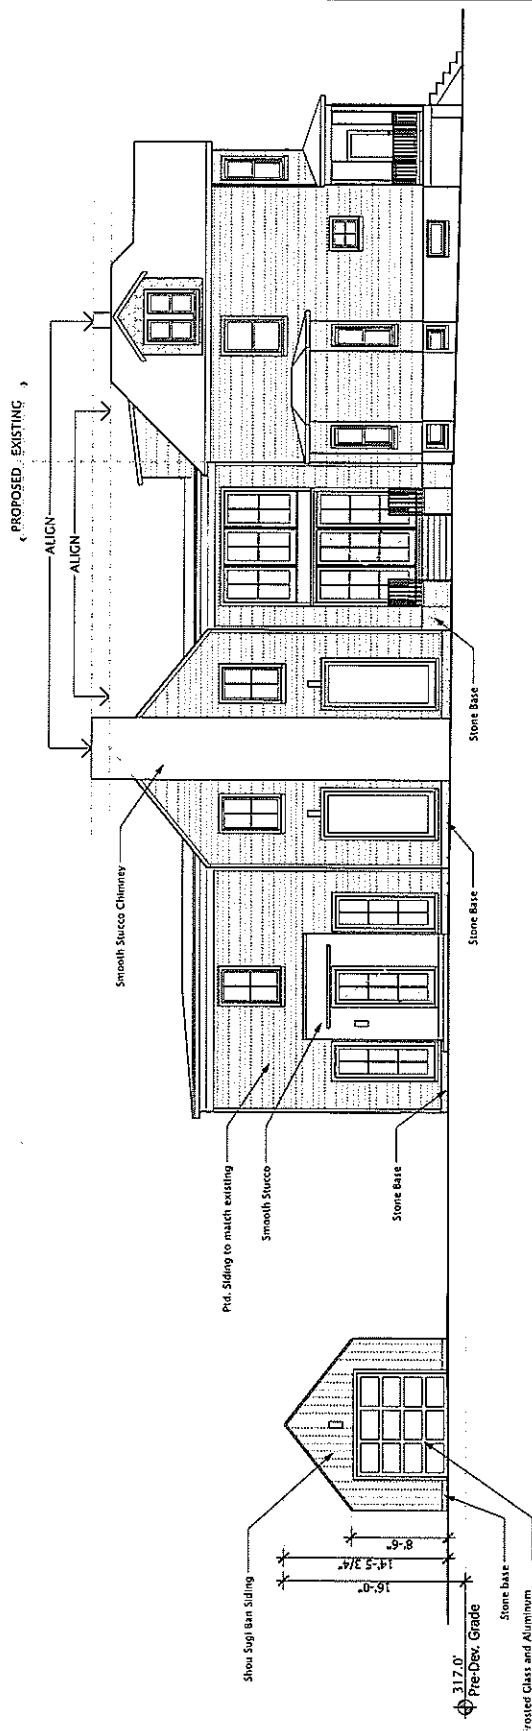 PROPOSED EXISTING
ALIGN
ALIGN
Smooth Stucco Chimney
Ptd. Siding to match existing
Smooth Stucco
Stone Base
Stone Base
Stone Base
Shou Sugi Ban Siding
8'-6"
14'-5 3/4"
16'-0"
317.0'
Pre-Dev. Grade
Stone base
Frosted Glass and Aluminum